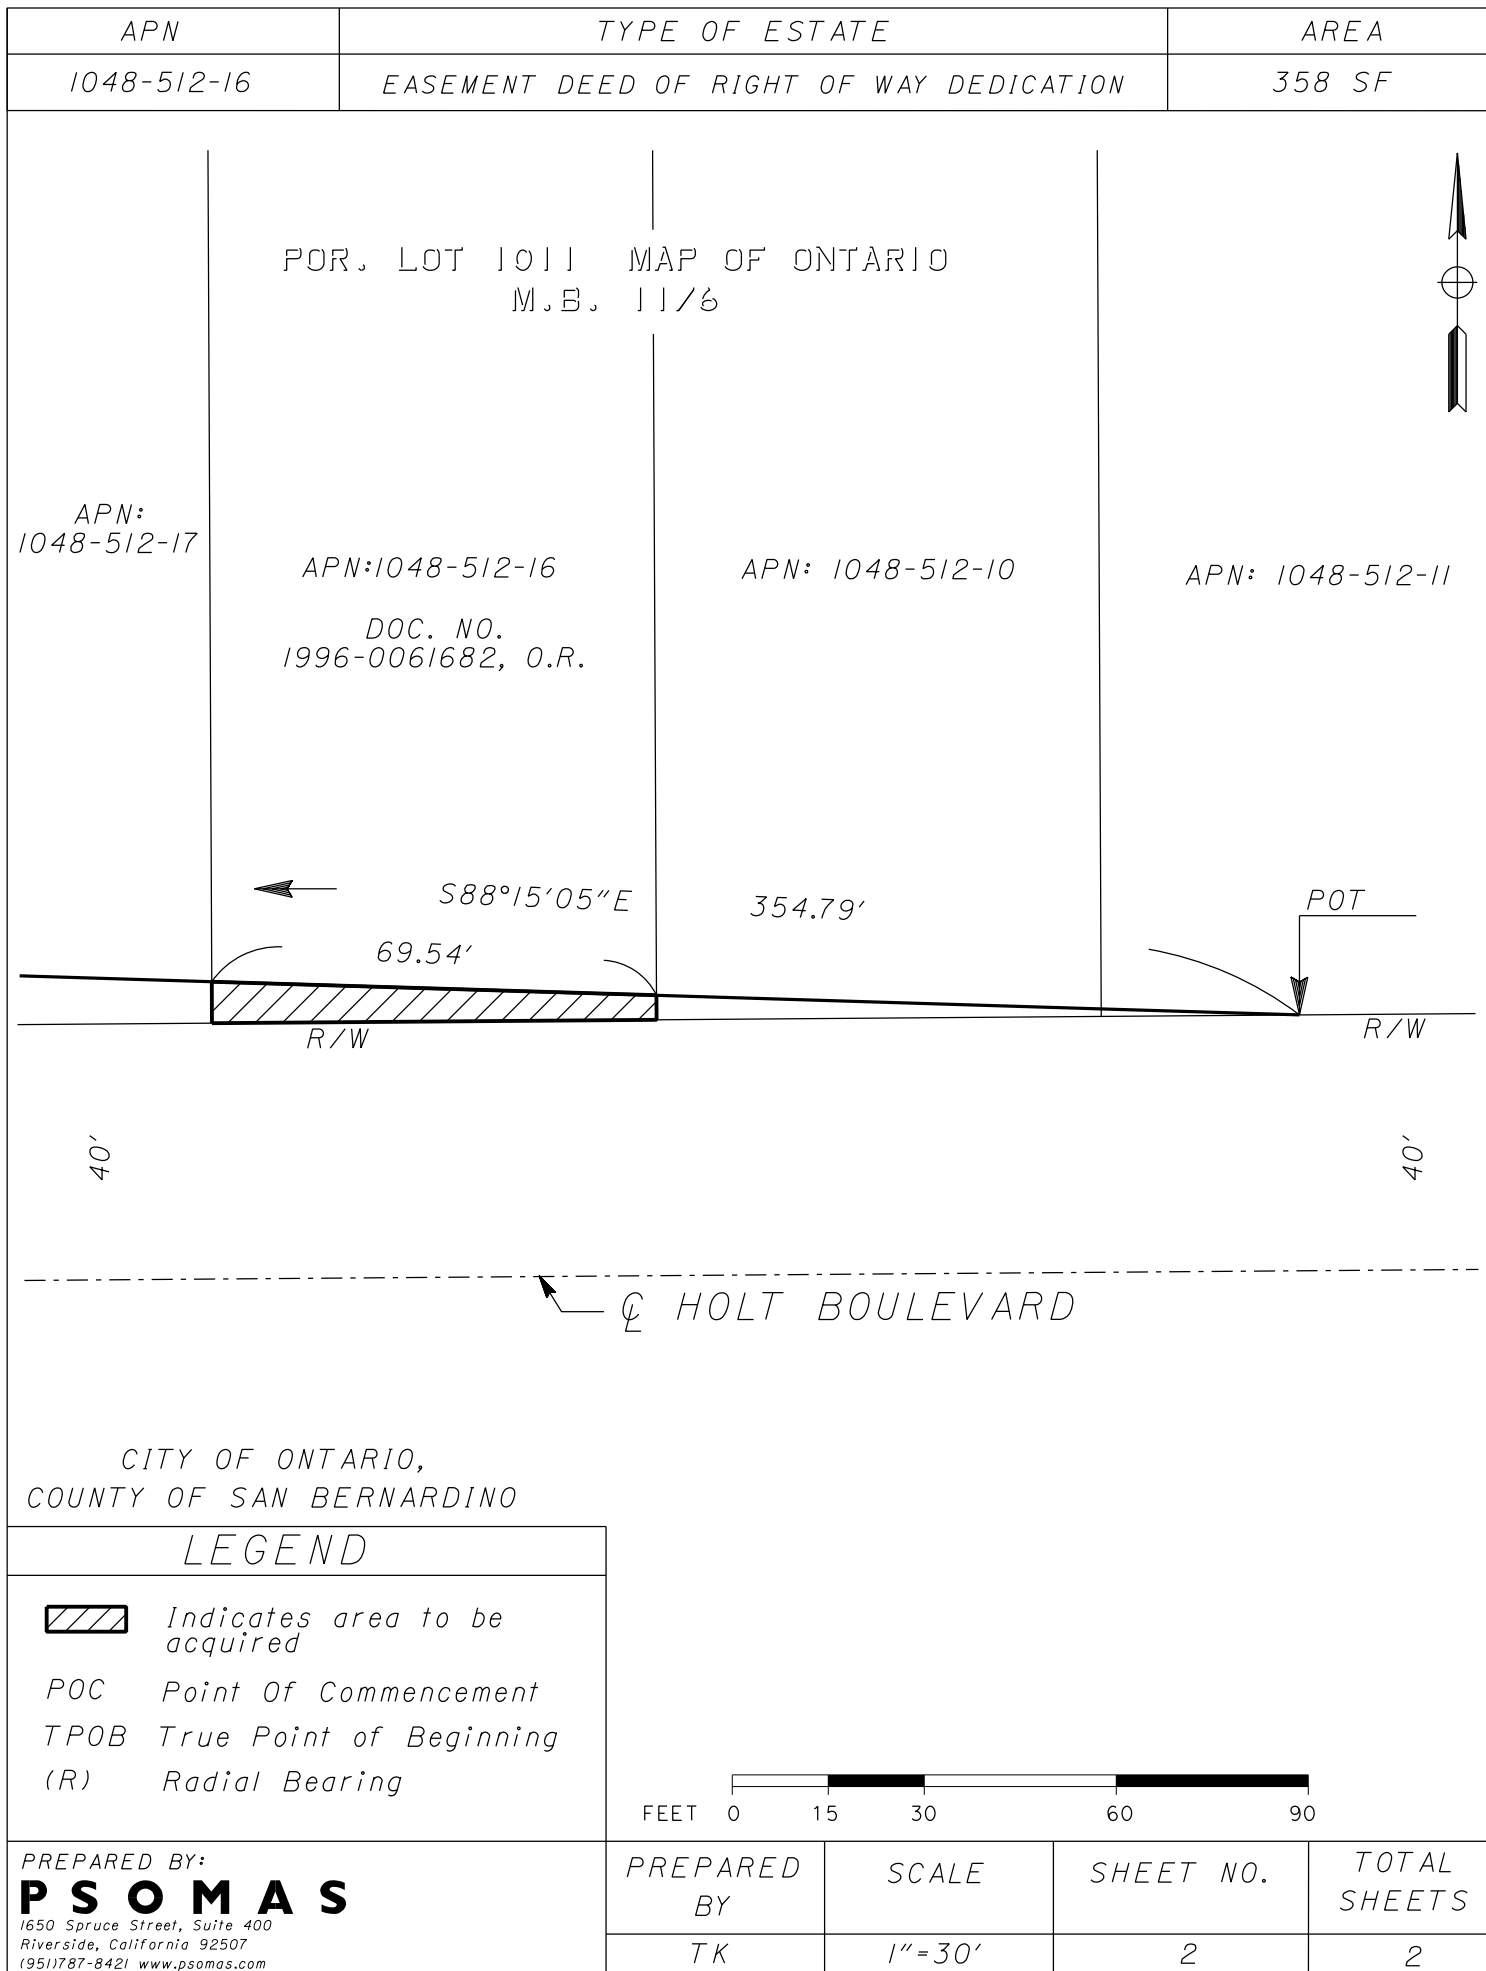 APN TYPE OF ESTATE AREA
1048-512-16 EASEMENT DEED OF RIGHT OF WAY DEDICATION 358 SF
POR. LOT 1011 MAP OF ONTARIO
M.B. 11/6
APN:
1048-512-17
APN:1048-512-16
DOC. NO.
1996-0061682, O.R.
APN: 1048-512-10
APN: 1048-512-11
S88°15'05"E 354.79'
69.54'
POT
R/W
R/W
40'
40'
℄ HOLT BOULEVARD
CITY OF ONTARIO,
COUNTY OF SAN BERNARDINO
LEGEND
Indicates area to be
acquired
POC Point Of Commencement
TPOB True Point of Beginning
(R) Radial Bearing
FEET 0 15 30 60 90
PREPARED BY:
PSOMAS
1650 Spruce Street, Suite 400
Riverside, California 92507
(951)787-8421 www.psomas.com
PREPARED
BY
SCALE
SHEET NO.
TOTAL
SHEETS
TK 1"=30' 2 2